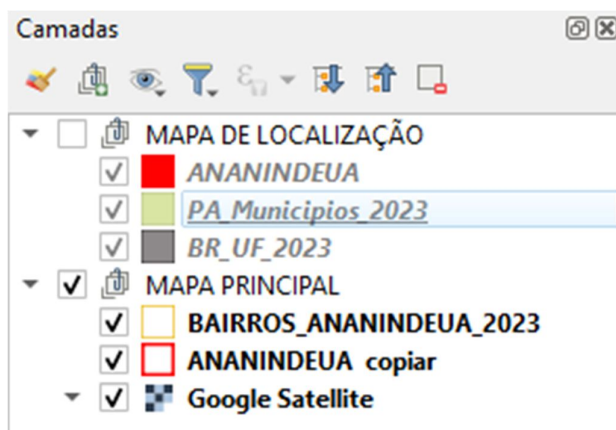 Camadas
MAPA DE LOCALIZAÇÃO
ANANINDEUA
PA_Municipios_2023
BR_UF_2023
MAPA PRINCIPAL
BAIRROS_ANANINDEUA_2023
ANANINDEUA copiar
Google Satellite